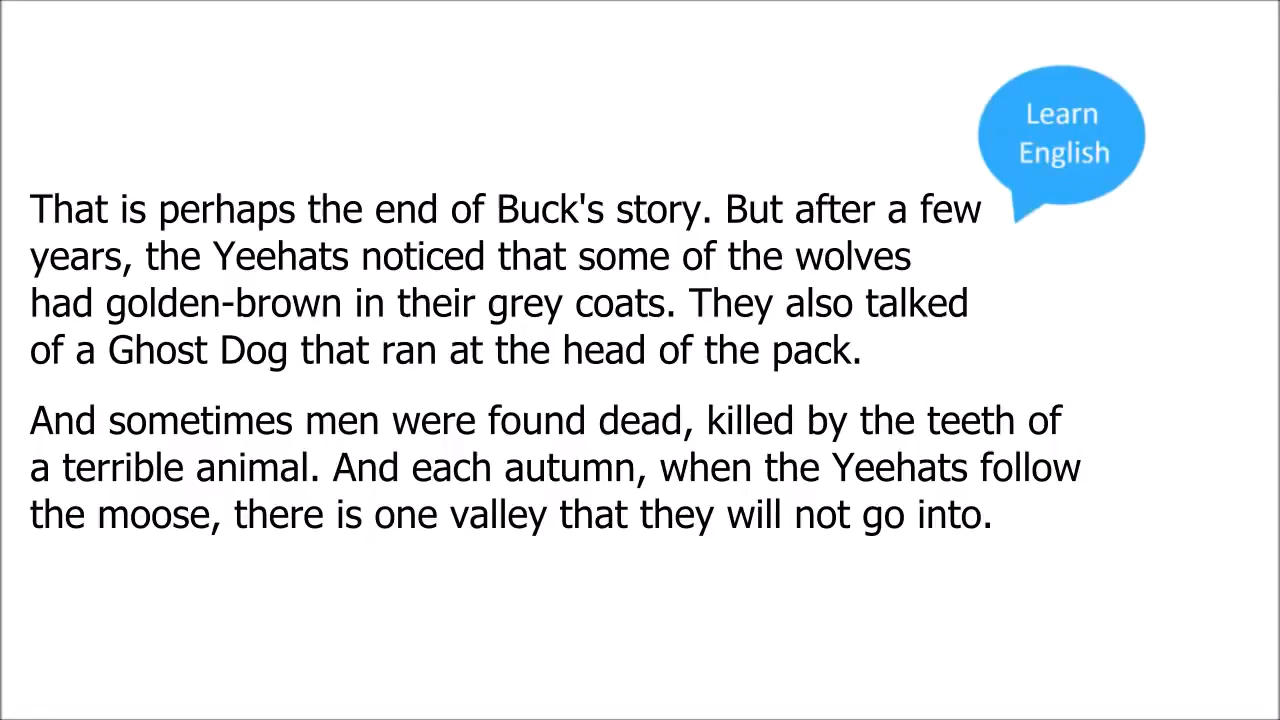 Learn
English
That is perhaps the end of Buck's story. But after a few
years, the Yeehats noticed that some of the wolves
had golden-brown in their grey coats. They also talked
of a Ghost Dog that ran at the head of the pack.
And sometimes men were found dead, killed by the teeth of
a terrible animal. And each autumn, when the Yeehats follow
the moose, there is one valley that they will not go into.